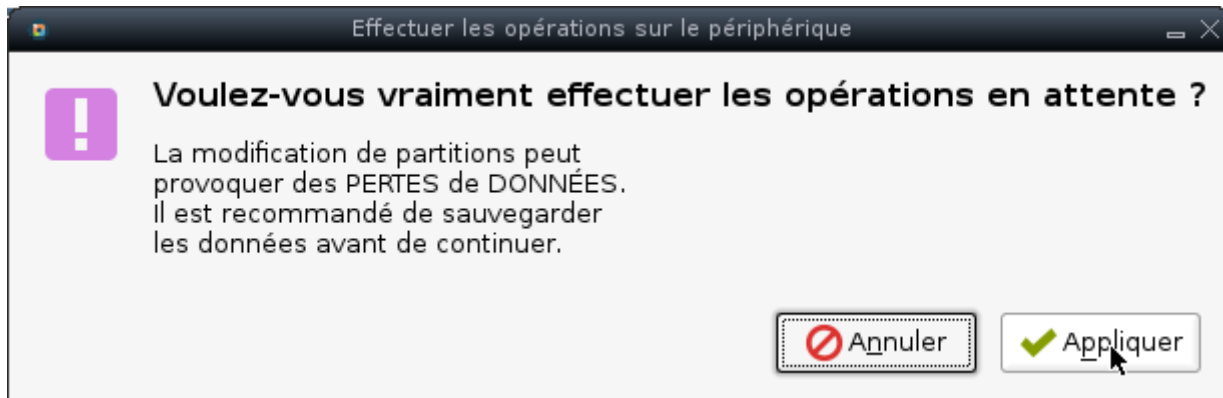 Effectuer les opérations sur le périphérique
Voulez-vous vraiment effectuer les opérations en attente ?
La modification de partitions peut
provoquer des PERTES de DONNÉES.
Il est recommandé de sauvegarder
les données avant de continuer.
Annuler
Appliquer